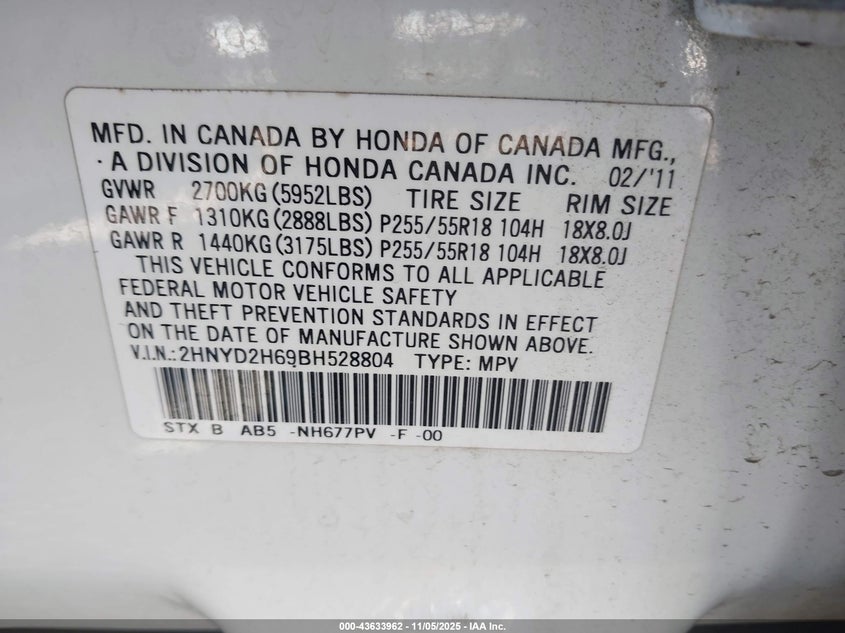 MFD. IN CANADA BY HONDA OF CANADA MFG.,
· A DIVISION OF HONDA CANADA INC. 02/'11
GVWR 2700KG (5952LBS) TIRE SIZE RIM SIZE
GAWR F 1310KG (2888LBS) P255/55R18 104H 18X8.0J
GAWR R 1440KG (3175LBS) P255/55R18 104H 18X8.0J
THIS VEHICLE CONFORMS TO ALL APPLICABLE
FEDERAL MOTOR VEHICLE SAFETY
AND THEFT PREVENTION STANDARDS IN EFFECT
ON THE DATE OF MANUFACTURE SHOWN ABOVE.
V.I.N.:2HNYD2H69BH528804 TYPE: MPV
STX B AB5 -NH677PV -F -00
000-43633962 - 11/05/2025 - IAA Inc.